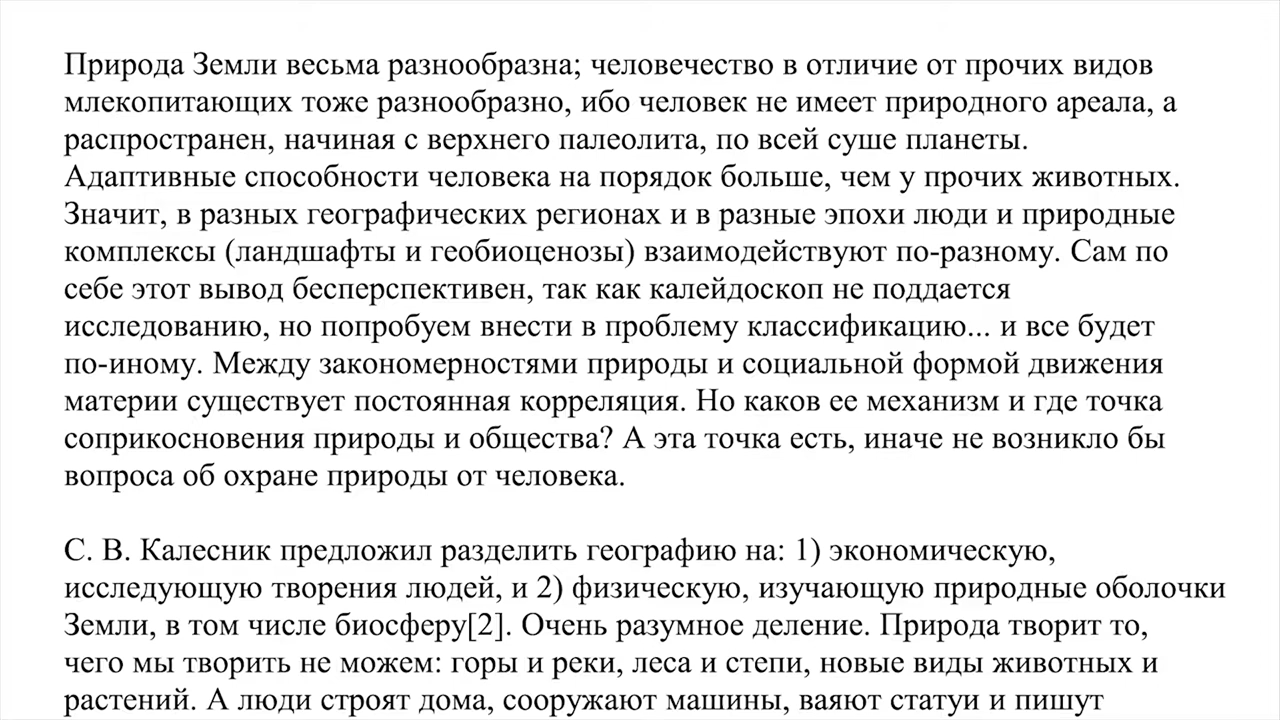 Природа Земли весьма разнообразна; человечество в отличие от прочих видов
млекопитающих тоже разнообразно, ибо человек не имеет природного ареала, а
распространен, начиная с верхнего палеолита, по всей суше планеты.
Адаптивные способности человека на порядок больше, чем у прочих животных.
Значит, в разных географических регионах и в разные эпохи люди и природные
комплексы (ландшафты и геобиоценозы) взаимодействуют по-разному. Сам по
себе этот вывод бесперспективен, так как калейдоскоп не поддается
исследованию, но попробуем внести в проблему классификацию... и все будет
по-иному. Между закономерностями природы и социальной формой движения
материи существует постоянная корреляция. Но каков ее механизм и где точка
соприкосновения природы и общества? А эта точка есть, иначе не возникло бы
вопроса об охране природы от человека.
С. В. Калесник предложил разделить географию на: 1) экономическую,
исследующую творения людей, и 2) физическую, изучающую природные оболочки
Земли, в том числе биосферу[2]. Очень разумное деление. Природа творит то,
чего мы творить не можем: горы и реки, леса и степи, новые виды животных и
растений. А люди строят дома, сооружают машины, ваяют статуи и пишут